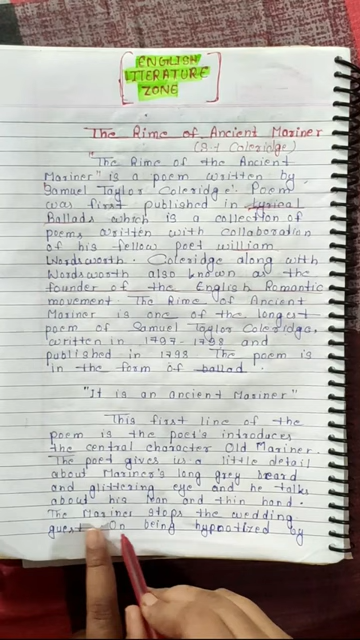 ENGLISH
LITERATURE
ZONE
The Rime of Ancient Mariner
(S.T Coleridge)
"The Rime of the Ancient
Mariner" is a poem written by
Samuel Taylor Coleridge. Poem
was first published in Lyrical
Ballads which is a collection of
poems written with collaboration
of his fellow poet william
Wordsworth. Coleridge along with
Wordsworth also known as the
founder of the English Romantic
movement The Rime of Ancient
Mariner is one of the longest
poem of Samuel Taylor Coleridge.
written in 1797-1798 and
published in 1798 The poem is
in the form of ballad.
"It is an ancient Mariner"
This first line of the
poem is the poet's introduces
the central character Old Mariner.
The poet gives us a little detail
about Mariner's long grey beard
and glittering eye and he talks
about his and thin hand.
The Mariner stops the wedding
guest On being hypnotized by